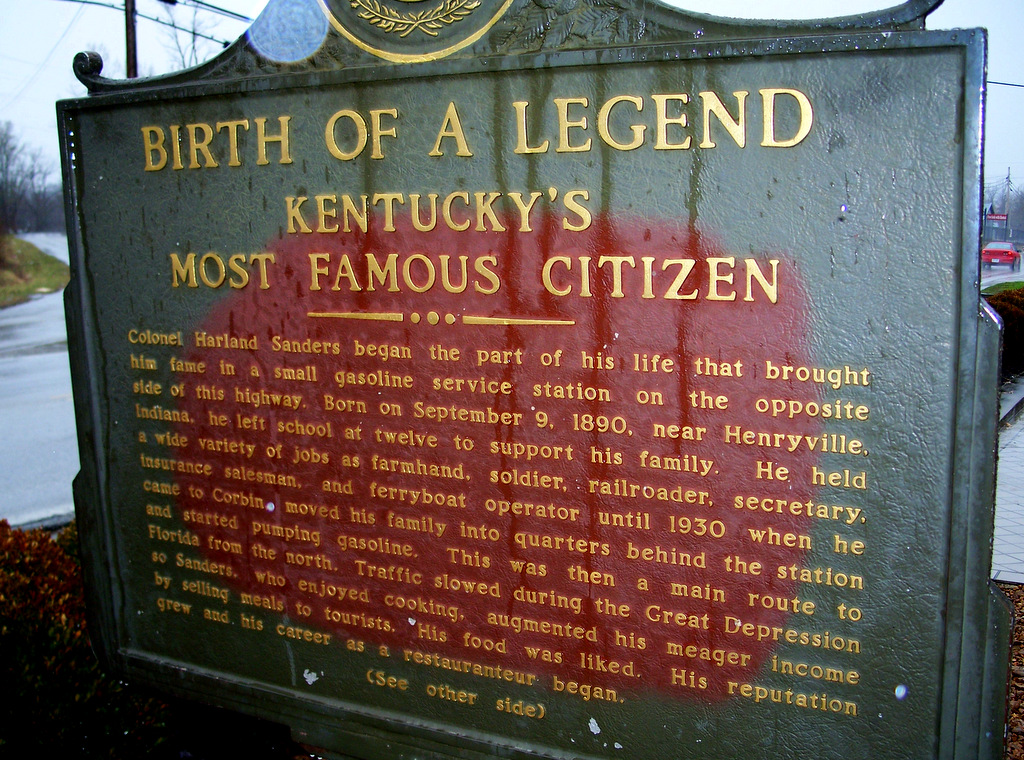 BIRTH OF A LEGEND
KENTUCKY'S
MOST FAMOUS CITIZEN
Colonel Harland Sanders began the part of his life that brought
him fame in a small gasoline service station on the opposite
side of this highway. Born on September 9, 1890, near Henryville,
Indiana, he left school at twelve to support his family. He held
a wide variety of jobs as farmhand, soldier, railroader, secretary,
insurance salesman, and ferryboat operator until 1930 when he
came to Corbin, moved his family into quarters behind the station
and started pumping gasoline. This was then a main route to
Florida from the north. Traffic slowed during the Great Depression
so Sanders, who enjoyed cooking, augmented his meager income
by selling meals to tourists. His food was liked. His reputation
grew and his career as a restauranteur began.
(See other side)